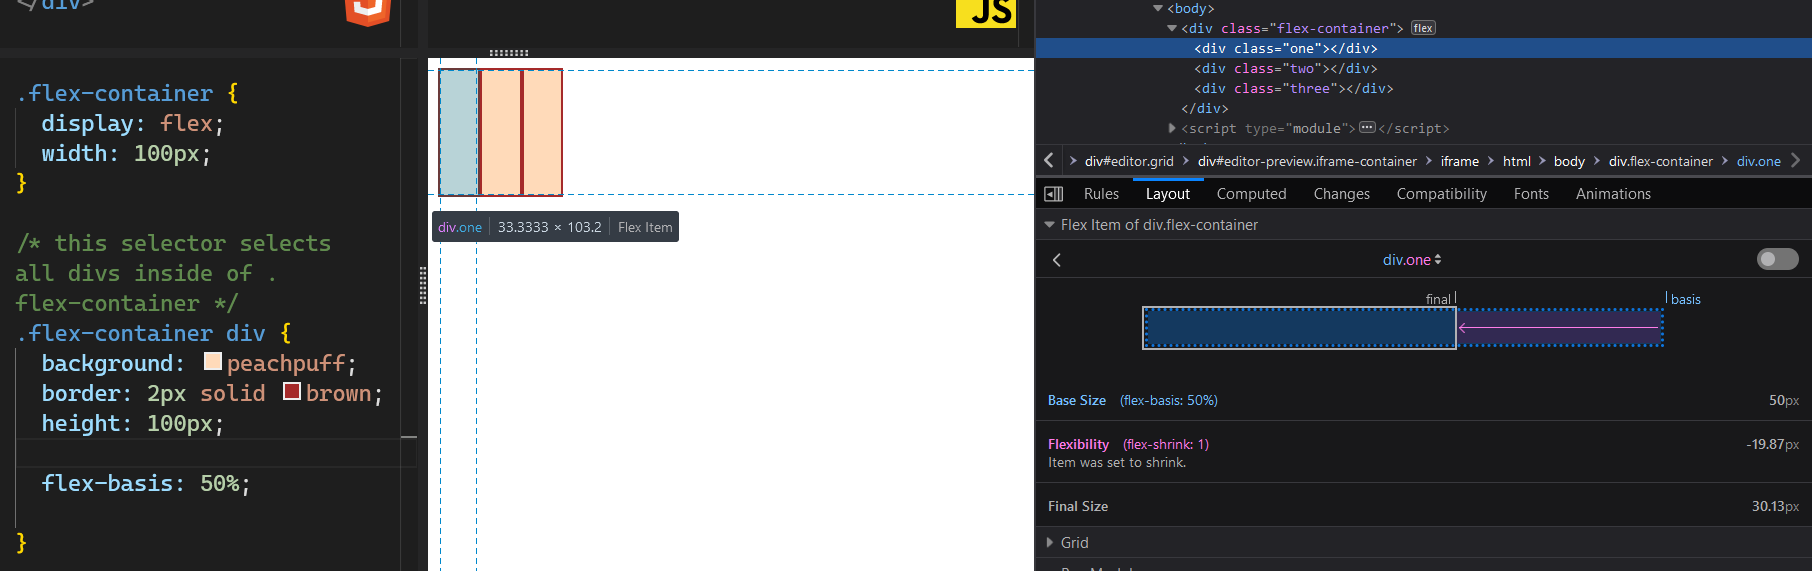 </div>
JS
.flex-container {
display: flex;
width: 100px;
}
/* this selector selects
all divs inside of .
flex-container */
.flex-container div {
background: peachpuff;
border: 2px solid brown;
height: 100px;
flex-basis: 50%;
}
div.one 33.3333 × 103.2 Flex Item
<body>
<div class="flex-container"> flex
<div class="one"></div>
<div class="two"></div>
<div class="three"></div>
</div>
<script type="module"></script>
div#editor.grid div#editor-preview.iframe-container iframe html body div.flex-container div.one
Rules Layout Computed Changes Compatibility Fonts Animations
Flex Item of div.flex-container
div.one
final basis
Base Size (flex-basis: 50%) 50px
Flexibility (flex-shrink: 1) -19.87px
Item was set to shrink.
Final Size 30.13px
Grid